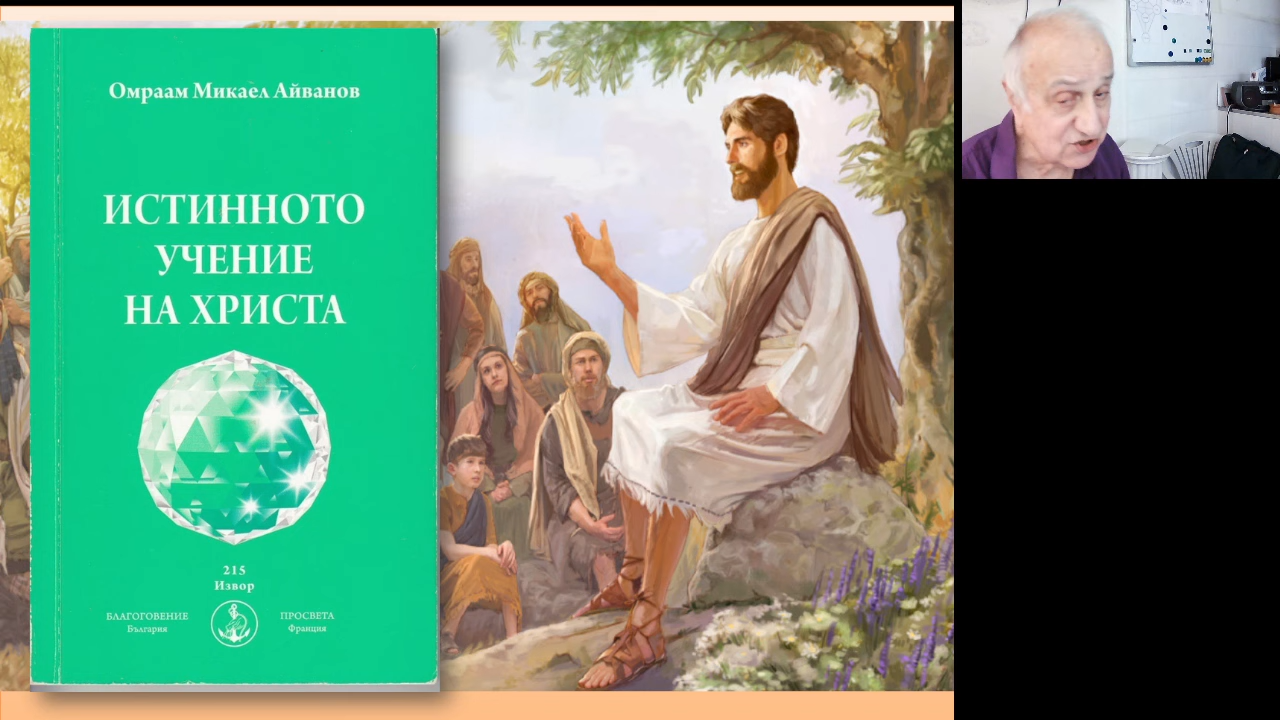 Омраам Микаел Айванов
ИСТИННОТО
УЧЕНИЕ
НА ХРИСТА
215
Извор
БЛАГОГОВЕНИЕ
България
ПРОСВЕТА
Франция